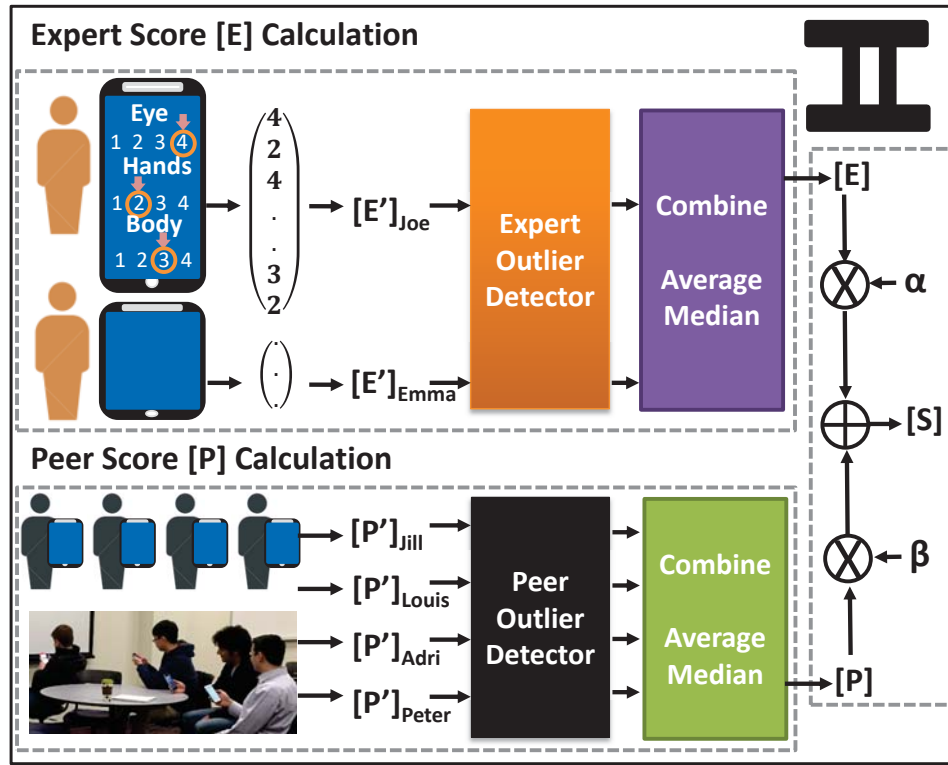 Expert Score [E] Calculation
II
Eye
1 2 3 4
Hands
1 2 3 4
Body
1 2 3 4
4
2
4
.
.
3
2
[E']Joe
Expert
Outlier
Detector
Combine
Average
Median
[E]
α
.
.
.
[E']Emma
[S]
Peer Score [P] Calculation
[P']Jill
[P']Louis
[P']Adri
[P']Peter
Peer
Outlier
Detector
Combine
Average
Median
β
[P]